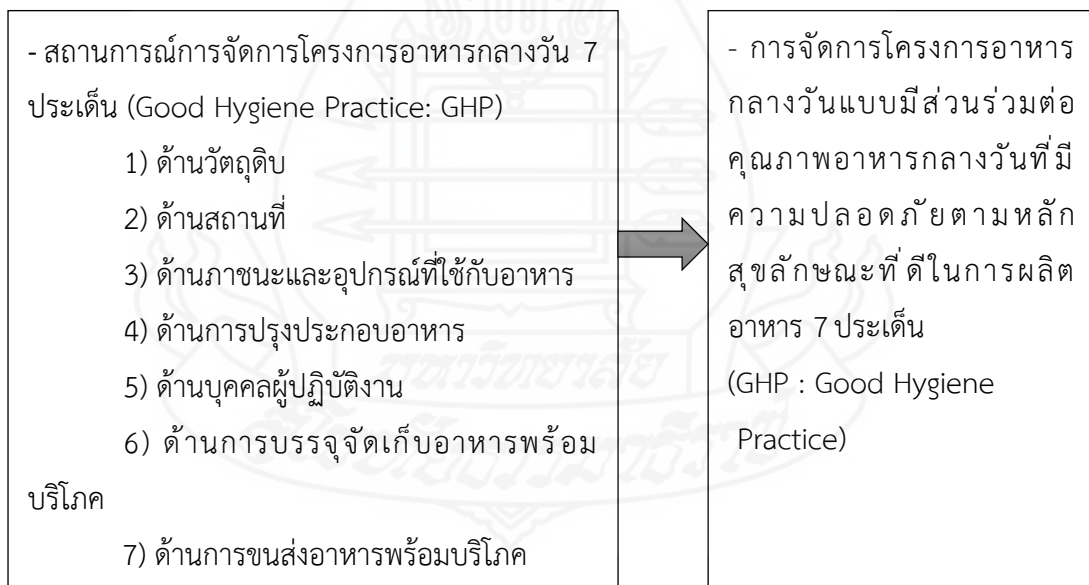 - สถานการณ์การจัดการโครงการอาหารกลางวัน 7
ประเด็น (Good Hygiene Practice: GHP)
1) ด้านวัตถุดิบ
2) ด้านสถานที่
3) ด้านภาชนะและอุปกรณ์ที่ใช้กับอาหาร
4) ด้านการปรุงประกอบอาหาร
5) ด้านบุคคลผู้ปฏิบัติงาน
6) ด้านการบรรจุจัดเก็บอาหารพร้อม
บริโภค
7) ด้านการขนส่งอาหารพร้อมบริโภค
- การจัดการโครงการอาหาร
กลางวันแบบมีส่วนร่วมต่อ
คุณภาพอาหารกลางวันที่มี
ความปลอดภัยตามหลัก
สุขลักษณะที่ดีในการผลิต
อาหาร 7 ประเด็น
(GHP : Good Hygiene
Practice)